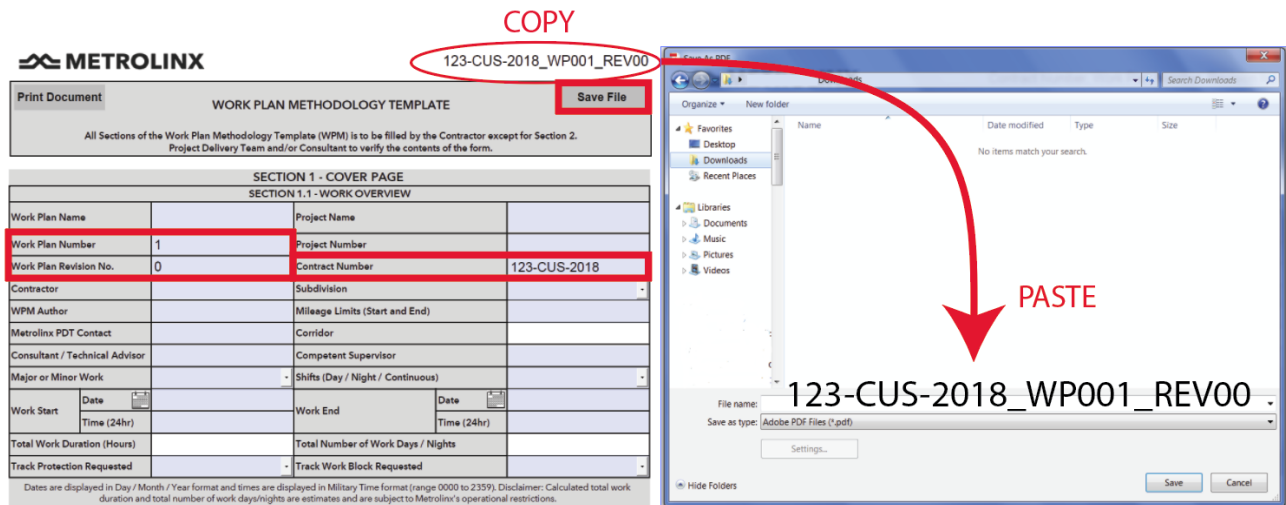 COPY
METROLINX
123-CUS-2018_WP001_REV00
Print Document
WORK PLAN METHODOLOGY TEMPLATE
Save File
All Sections of the Work Plan Methodology Template (WPM) is to be filled by the Contractor except for Section 2.
Project Delivery Team and/or Consultant to verify the contents of the form.
SECTION 1 - COVER PAGE
SECTION 1.1 - WORK OVERVIEW
Work Plan Name
Project Name
Work Plan Number 1
Project Number
Work Plan Revision No. 0
Contract Number 123-CUS-2018
Contractor
Subdivision
WPM Author
Mileage Limits (Start and End)
Metrolinx PDT Contact
Corridor
Consultant / Technical Advisor
Competent Supervisor
Major or Minor Work
Shifts (Day / Night / Continuous)
Work Start
Date
Time (24hr)
Work End
Date
Time (24hr)
Total Work Duration (Hours)
Total Number of Work Days / Nights
Track Protection Requested
Track Work Block Requested
Dates are displayed in Day / Month / Year format and times are displayed in Military Time format (range 0000 to 2359). Disclaimer: Calculated total work
duration and total number of work days/nights are estimates and are subject to Metrolinx's operational restrictions.
Save As PDF
Downloads
Search Downloads
Organize
New folder
Favorites
Desktop
Downloads
Recent Places
Libraries
Documents
Music
Pictures
Videos
Name
Date modified
Type
Size
No items match your search.
PASTE
File name: 123-CUS-2018_WP001_REV00
Save as type: Adobe PDF Files (*.pdf)
Settings...
Hide Folders
Save
Cancel